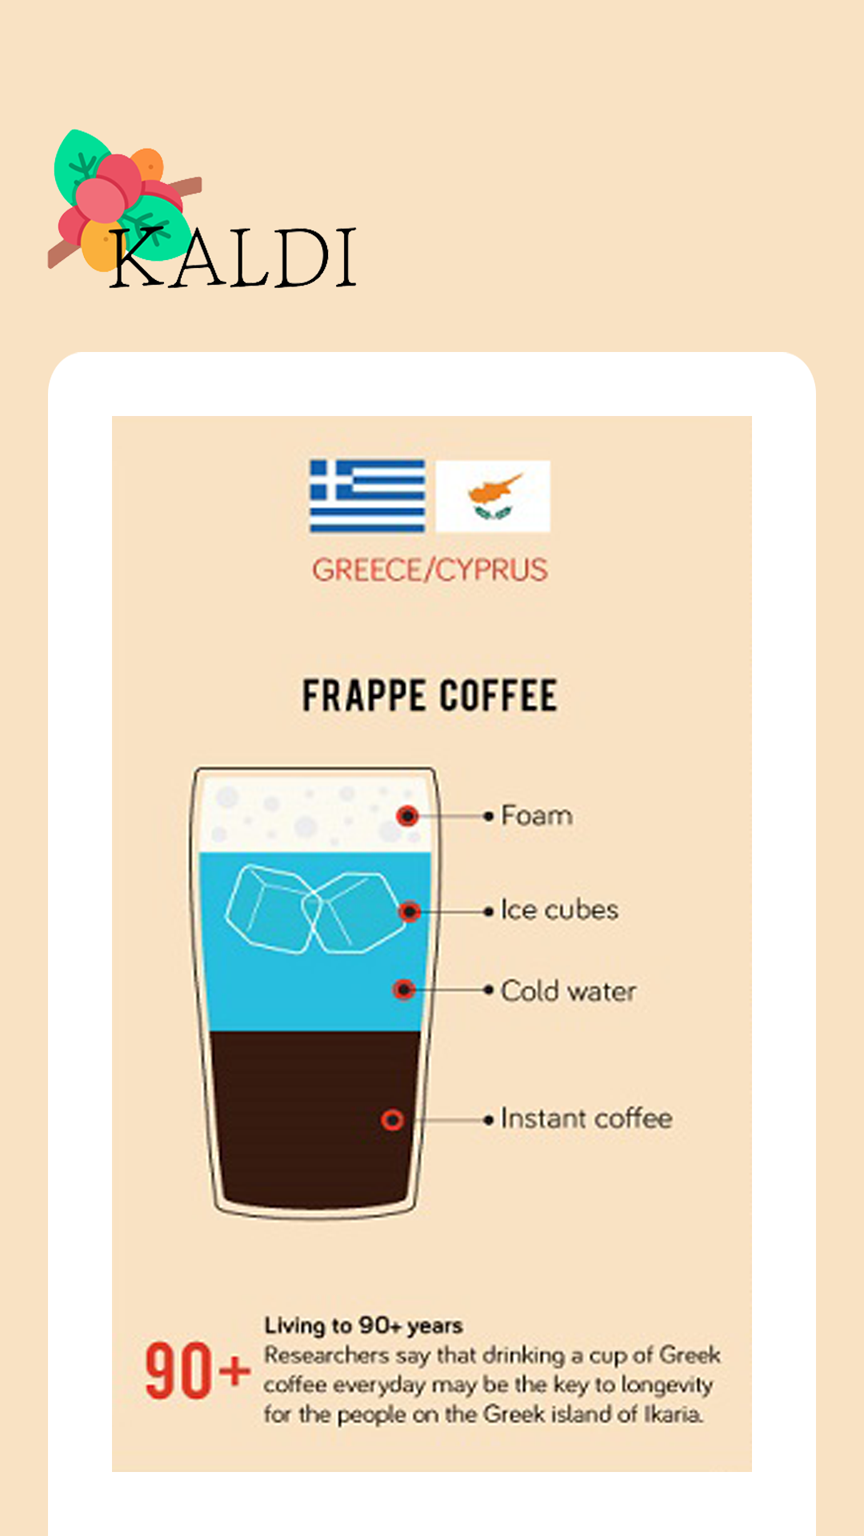 KALDI
GREECE/CYPRUS
FRAPPE COFFEE
Foam
Ice cubes
Cold water
Instant coffee
90+
Living to 90+ years
Researchers say that drinking a cup of Greek
coffee everyday may be the key to longevity
for the people on the Greek island of Ikaria.